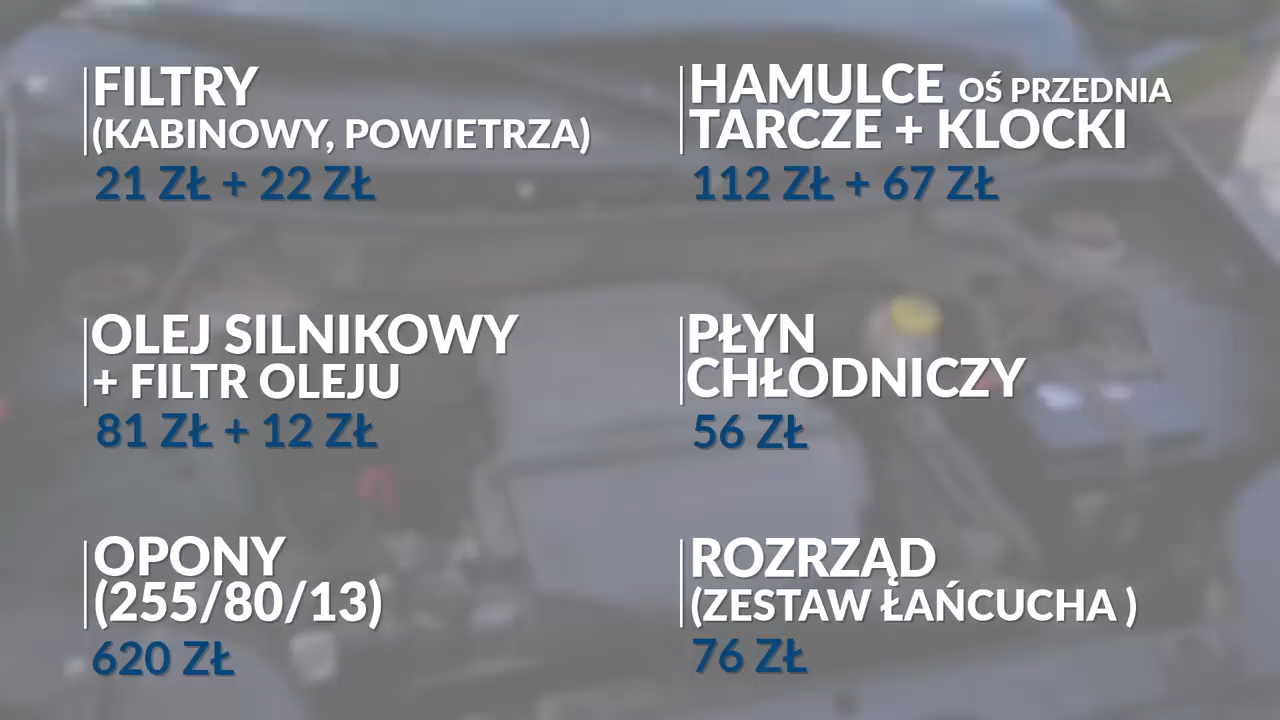 FILTRY
(KABINOWY, POWIETRZA)
21 ZŁ + 22 ZŁ
HAMULCE OŚ PRZEDNIA
TARCZE + KLOCKI
112 ZŁ + 67 ZŁ
OLEJ SILNIKOWY
+ FILTR OLEJU
81 ZŁ + 12 ZŁ
PŁYN
CHŁODNICZY
56 ZŁ
OPONY
(255/80/13)
620 ZŁ
ROZRZĄD
(ZESTAW ŁAŃCUCHA )
76 ZŁ